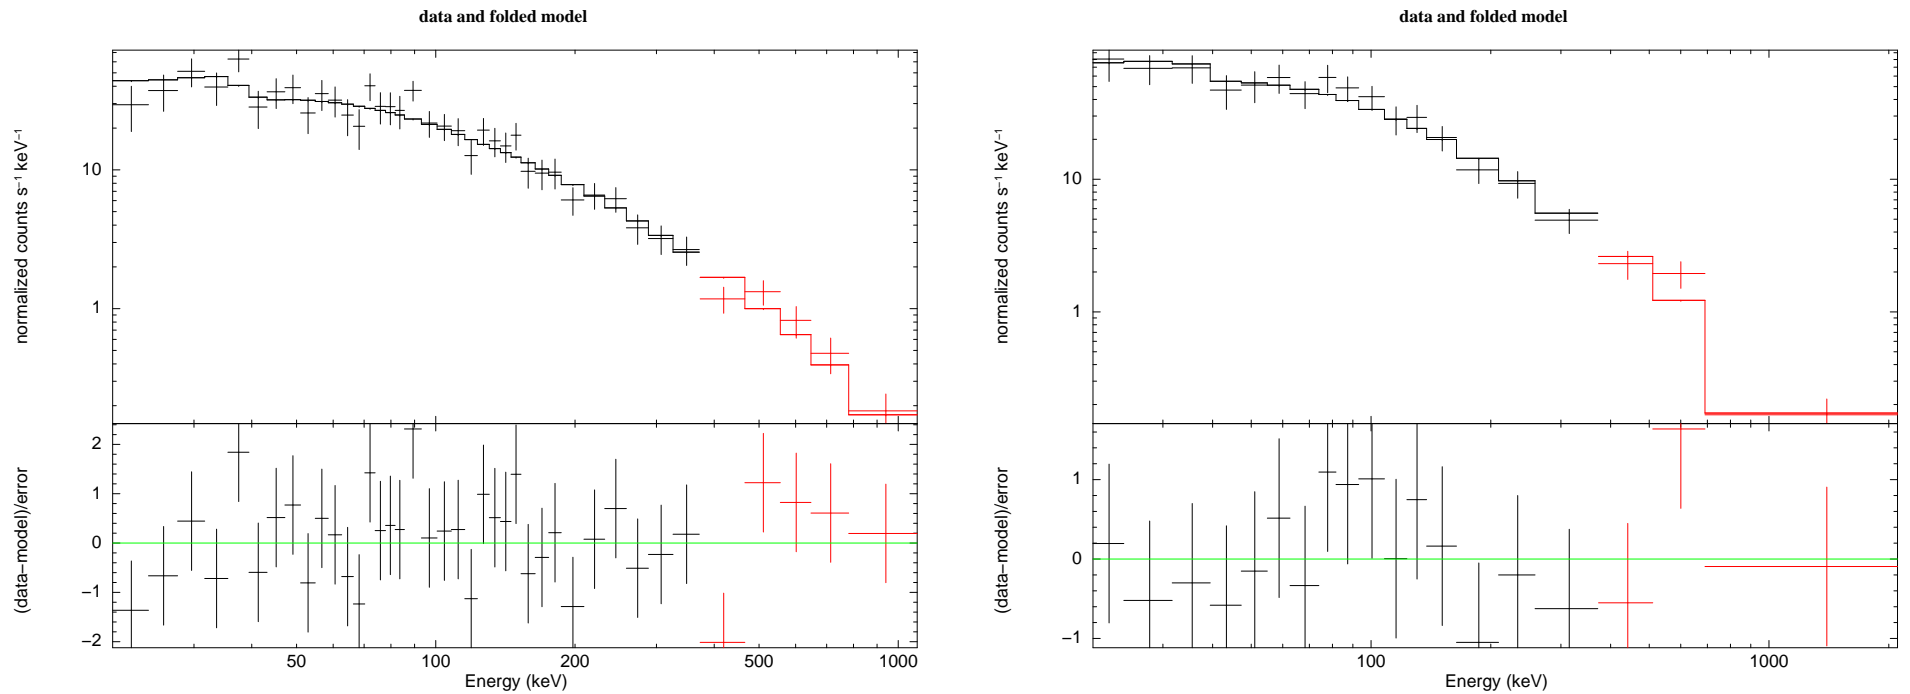 data and folded model
normalized counts s⁻¹ keV⁻¹
10
1
(data−model)/error
2
1
0
−1
−2
50
100
200
500
1000
Energy (keV)
data and folded model
normalized counts s⁻¹ keV⁻¹
10
1
(data−model)/error
1
0
−1
100
1000
Energy (keV)